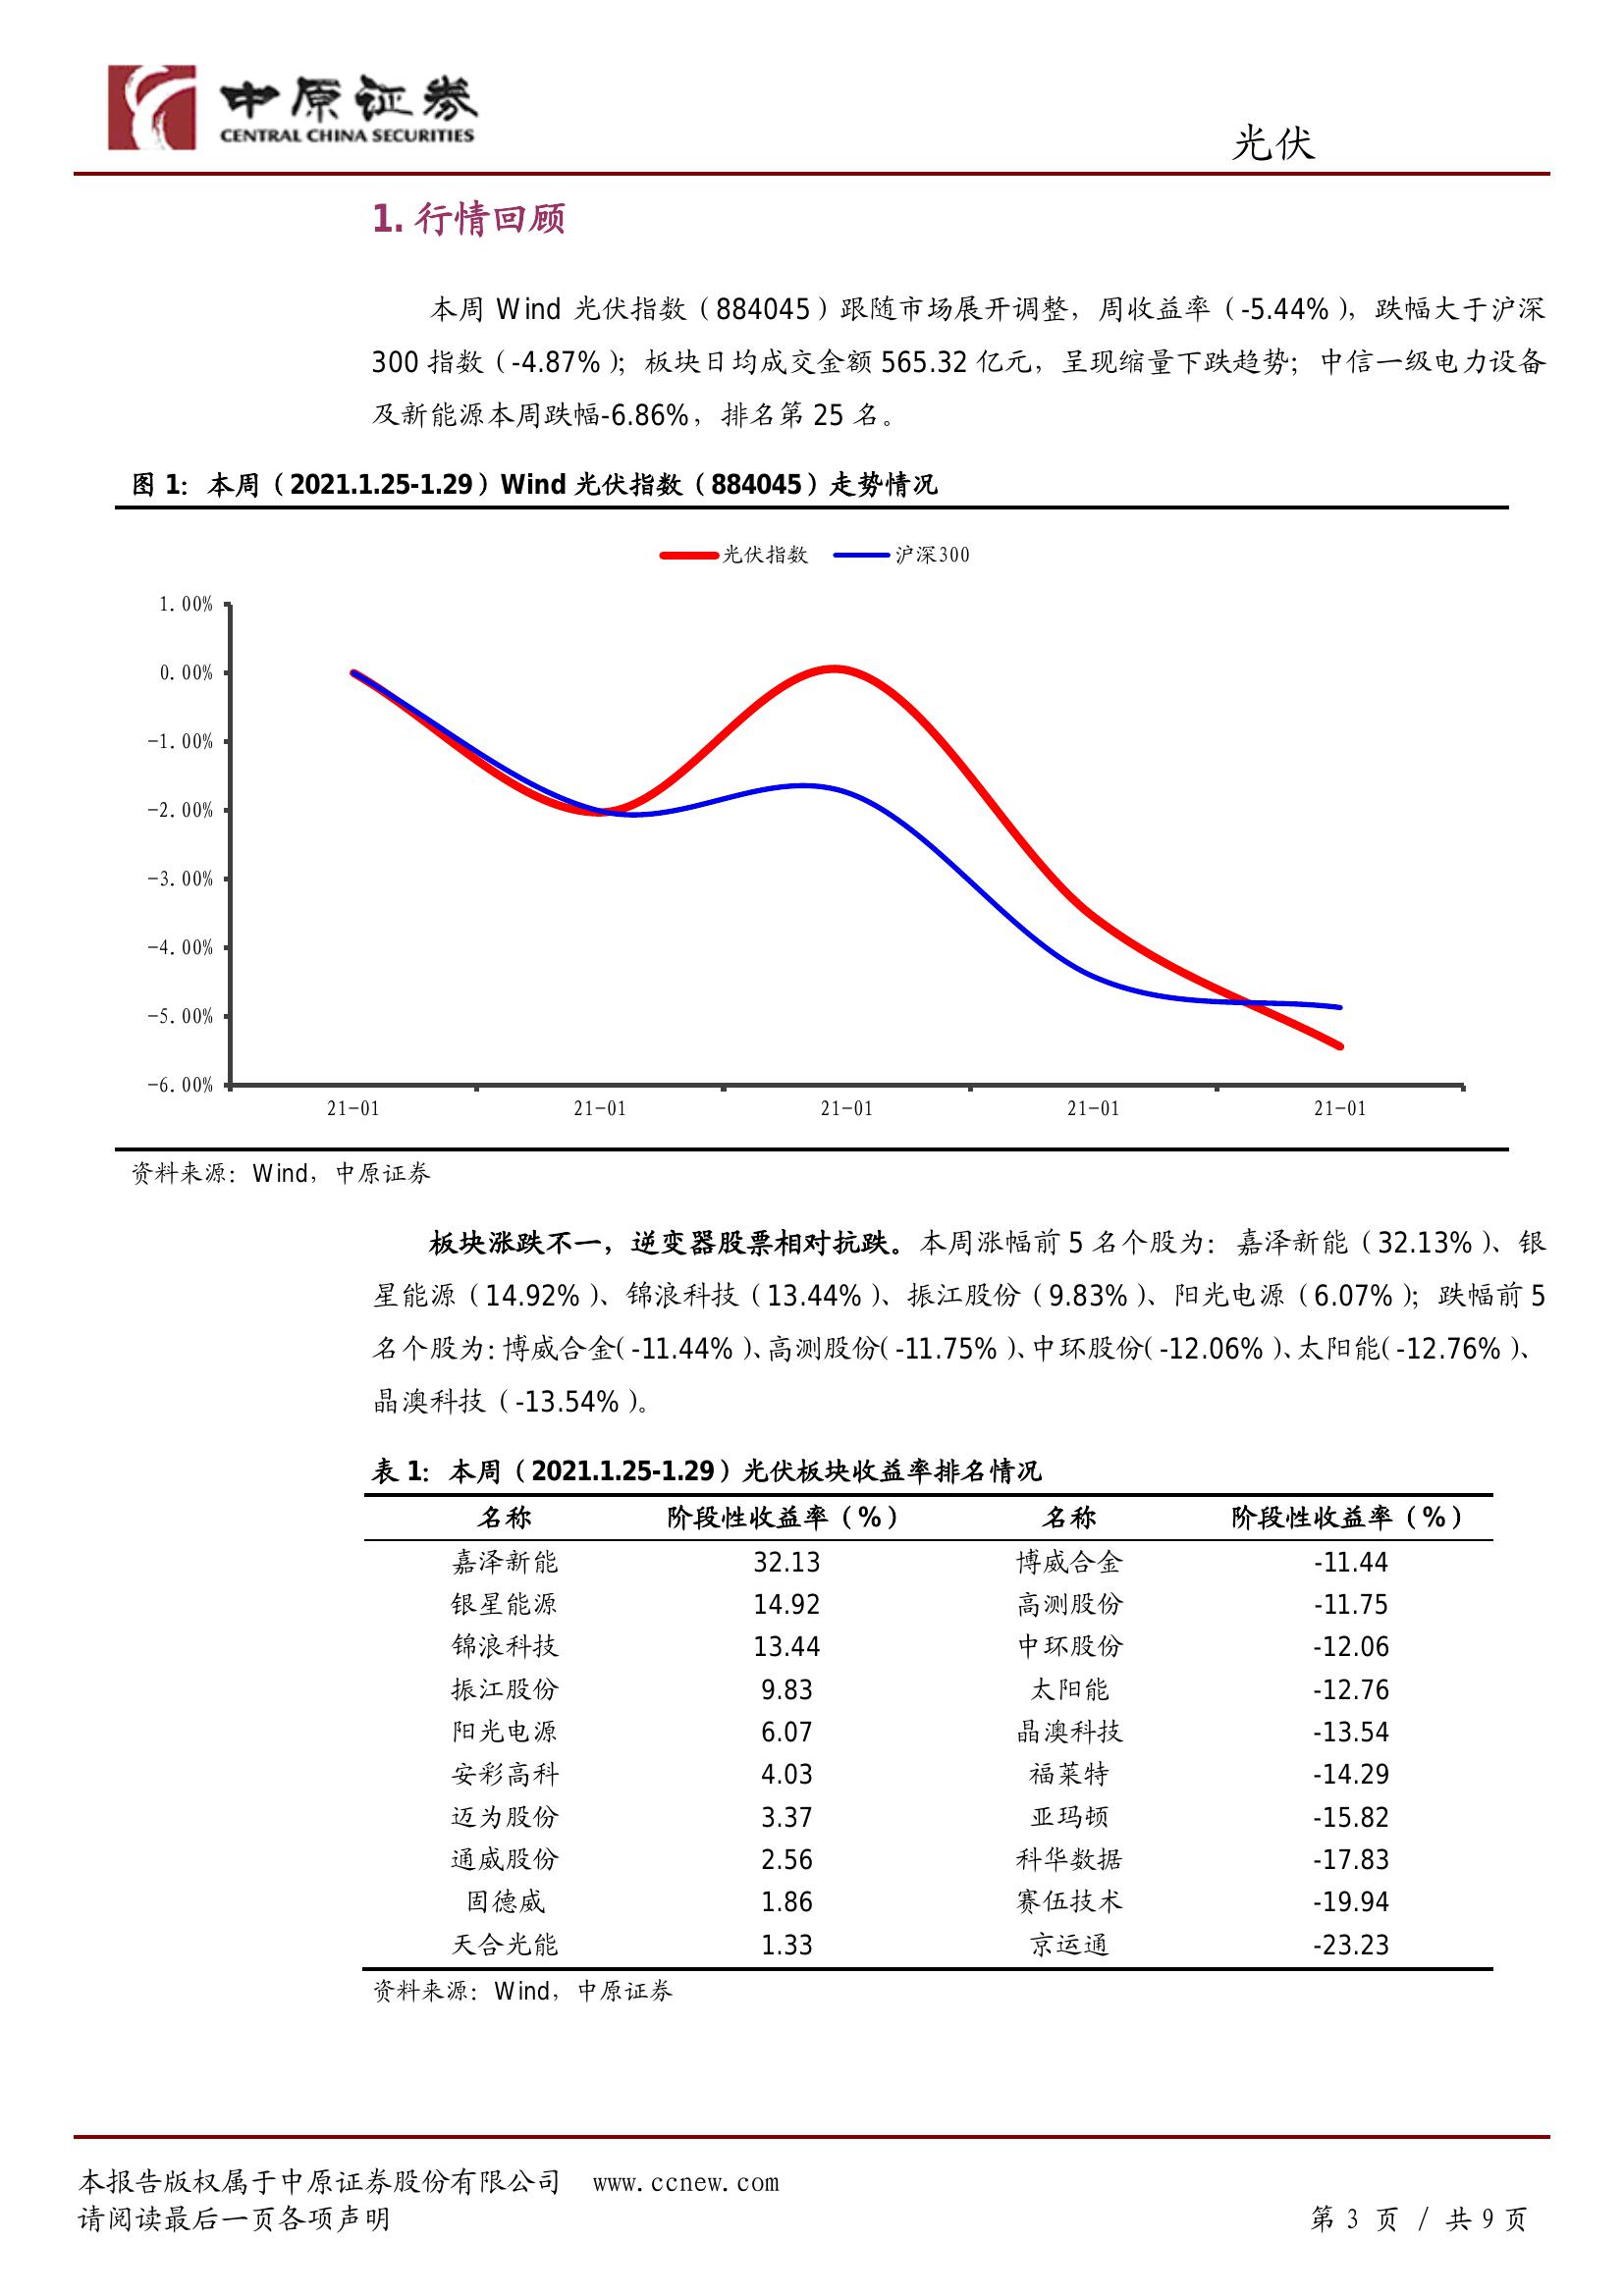 中原证券
CENTRAL CHINA SECURITIES
光伏
1. 行情回顾
本周 Wind 光伏指数（884045）跟随市场展开调整，周收益率（-5.44%），跌幅大于沪深
300 指数（-4.87%）；板块日均成交金额 565.32 亿元，呈现缩量下跌趋势；中信一级电力设备
及新能源本周跌幅-6.86%，排名第 25 名。
图 1：本周（2021.1.25-1.29）Wind 光伏指数（884045）走势情况
光伏指数 沪深300
1.00%
0.00%
-1.00%
-2.00%
-3.00%
-4.00%
-5.00%
-6.00%
21-01 21-01 21-01 21-01 21-01
资料来源：Wind，中原证券
板块涨跌不一，逆变器股票相对抗跌。本周涨幅前 5 名个股为：嘉泽新能（32.13%）、银
星能源（14.92%）、锦浪科技（13.44%）、振江股份（9.83%）、阳光电源（6.07%）；跌幅前 5
名个股为：博威合金（-11.44%）、高测股份（-11.75%）、中环股份（-12.06%）、太阳能（-12.76%）、
晶澳科技（-13.54%）。
表 1：本周（2021.1.25-1.29）光伏板块收益率排名情况
名称 阶段性收益率（%） 名称 阶段性收益率（%）
嘉泽新能 32.13 博威合金 -11.44
银星能源 14.92 高测股份 -11.75
锦浪科技 13.44 中环股份 -12.06
振江股份 9.83 太阳能 -12.76
阳光电源 6.07 晶澳科技 -13.54
安彩高科 4.03 福莱特 -14.29
迈为股份 3.37 亚玛顿 -15.82
通威股份 2.56 科华数据 -17.83
固德威 1.86 赛伍技术 -19.94
天合光能 1.33 京运通 -23.23
资料来源：Wind，中原证券
本报告版权属于中原证券股份有限公司 www.ccnew.com
请阅读最后一页各项声明 第 3 页 / 共 9 页